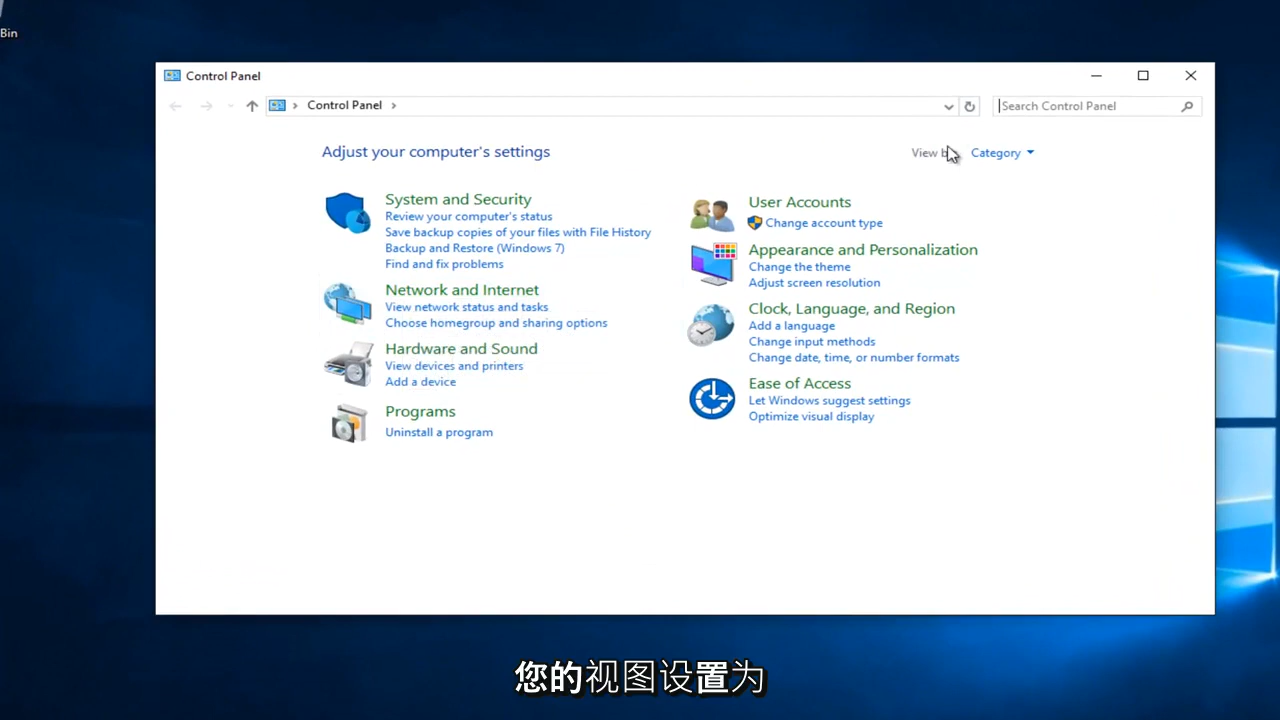 Bin
Control Panel
Control Panel
Search Control Panel
Adjust your computer's settings
View
Category
System and Security
Review your computer's status
Save backup copies of your files with File History
Backup and Restore (Windows 7)
Find and fix problems
Network and Internet
View network status and tasks
Choose homegroup and sharing options
Hardware and Sound
View devices and printers
Add a device
Programs
Uninstall a program
User Accounts
Change account type
Appearance and Personalization
Change the theme
Adjust screen resolution
Clock, Language, and Region
Add a language
Change input methods
Change date, time, or number formats
Ease of Access
Let Windows suggest settings
Optimize visual display
您的视图设置为